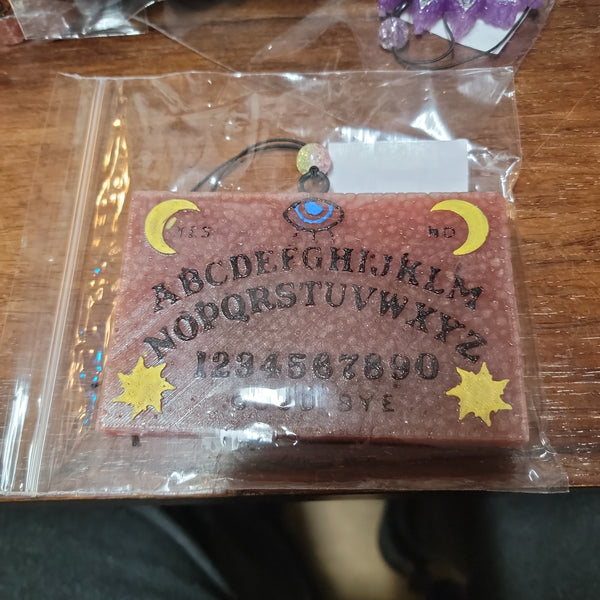 YES NO
ABCDEFGHIJKLM
NOPQRSTUVWXYZ
1234567890
GOOD BYE